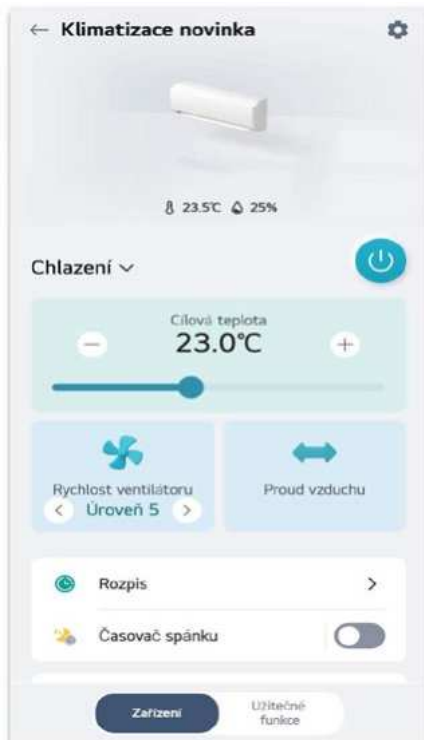 ← Klimatizace novinka
23.5℃ 25%
Chlazení
Cílová teplota
− 23.0°C +
Rychlost ventilátoru
< Úroveň 5 >
Proud vzduchu
Rozpis >
Časovač spánku
Zařízení
Užitečné
funkce